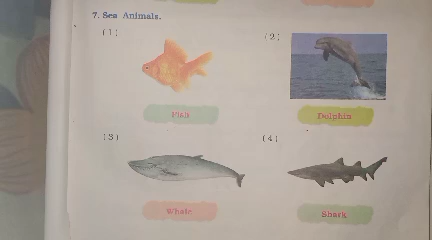 7. Sea Animals.
(1)
(2)
Fish
Dolphin
(3)
(4)
Whale
Shark